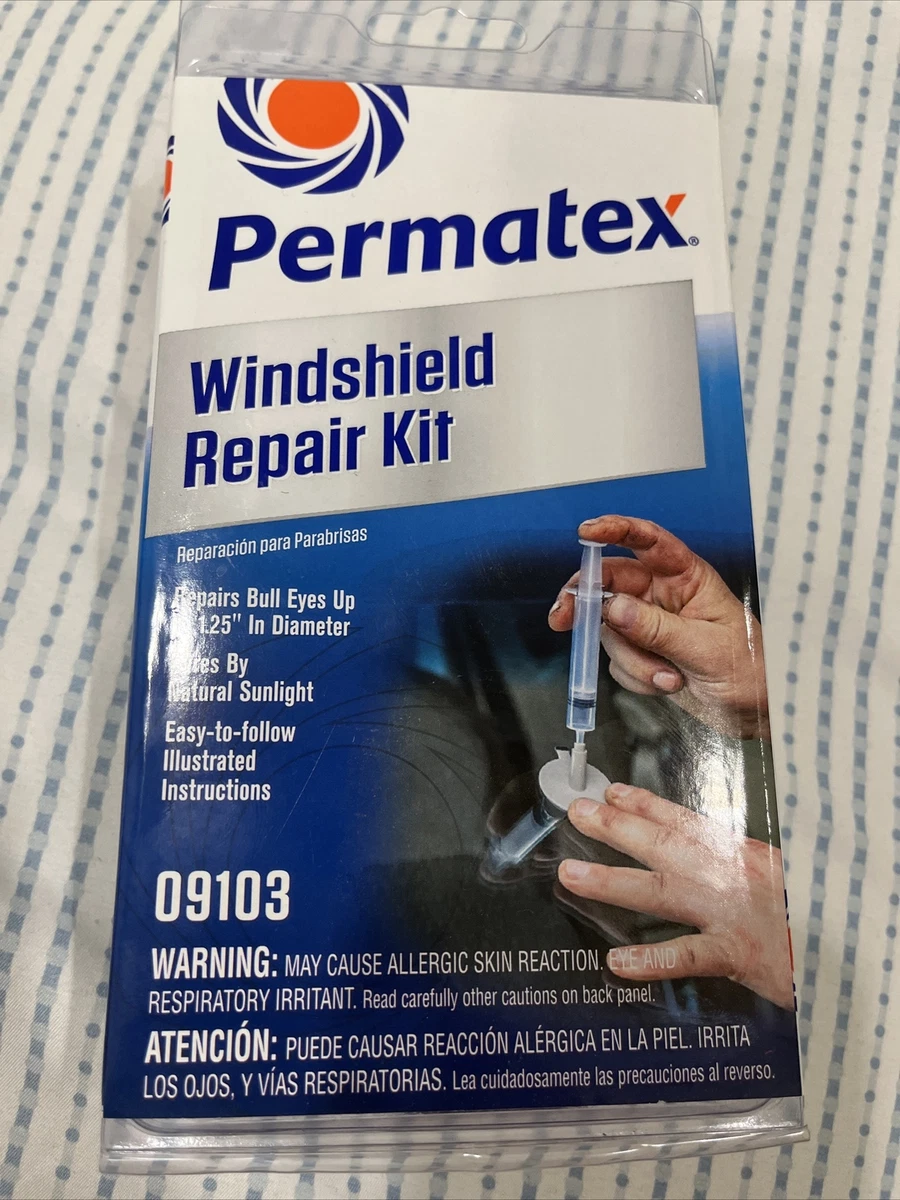 Permatex®
Windshield
Repair Kit
Reparación para Parabrisas
Repairs Bull Eyes Up
1.25" In Diameter
By
Natural Sunlight
Easy-to-follow
Illustrated
Instructions
09103
WARNING: MAY CAUSE ALLERGIC SKIN REACTION. EYE AND
RESPIRATORY IRRITANT. Read carefully other cautions on back panel.
ATENCIÓN: PUEDE CAUSAR REACCIÓN ALÉRGICA EN LA PIEL. IRRITA
LOS OJOS, Y VÍAS RESPIRATORIAS. Lea cuidadosamente las precauciones al reverso.